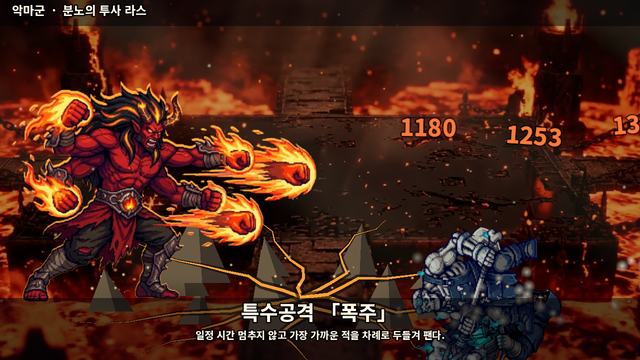 악마군 · 분노의 투사 라스
1180
1253
13
특수공격 「폭주」
일정 시간 멈추지 않고 가장 가까운 적을 차례로 두들겨 팬다.